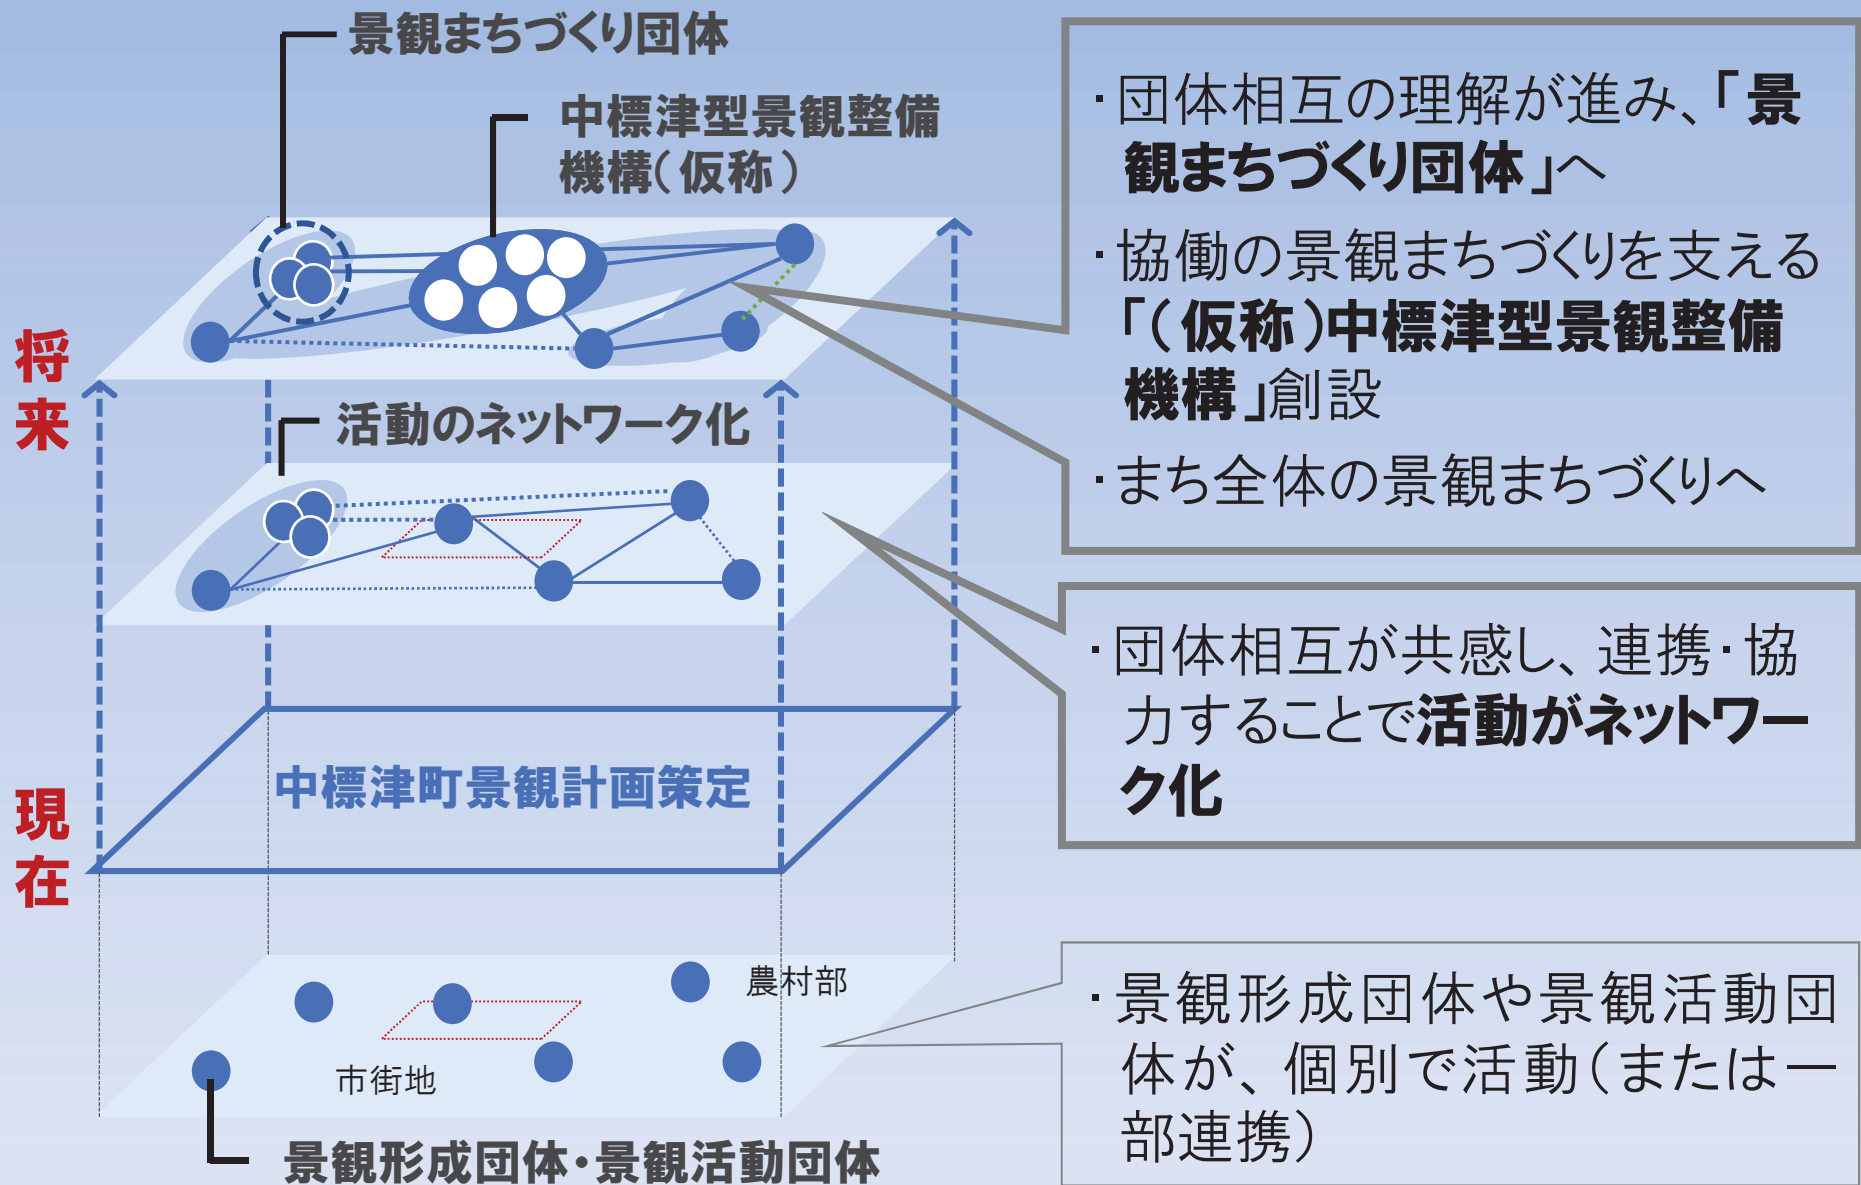 景観まちづくり団体
中標津型景観整備
機構(仮称)
将来
活動のネットワーク化
現在
中標津町景観計画策定
農村部
市街地
景観形成団体・景観活動団体
・団体相互の理解が進み、「景
観まちづくり団体」へ
・協働の景観まちづくりを支える
「(仮称)中標津型景観整備
機構」創設
・まち全体の景観まちづくりへ
・団体相互が共感し、連携・協
力することで活動がネットワー
ク化
・景観形成団体や景観活動団
体が、個別で活動(または一
部連携)